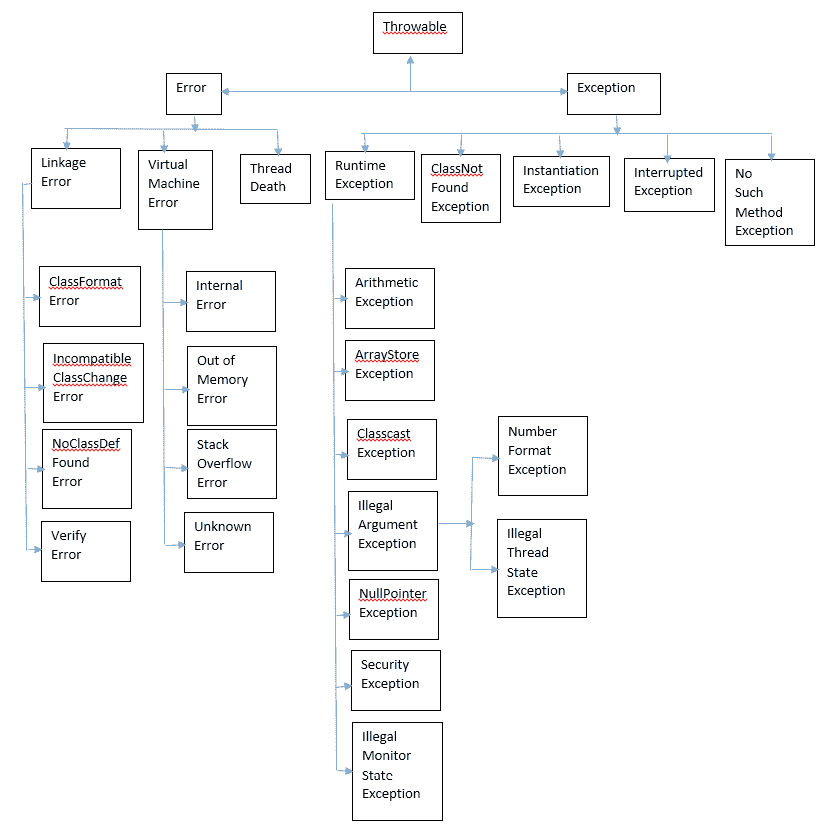 Throwable
Error
Exception
Linkage
Error
Virtual
Machine
Error
Thread
Death
Runtime
Exception
ClassNot
Found
Exception
Instantiation
Exception
Interrupted
Exception
No
Such
Method
Exception
ClassFormat
Error
Incompatible
ClassChange
Error
NoClassDef
Found
Error
Verify
Error
Internal
Error
Out of
Memory
Error
Stack
Overflow
Error
Unknown
Error
Arithmetic
Exception
ArrayStore
Exception
Classcast
Exception
Illegal
Argument
Exception
NullPointer
Exception
Security
Exception
Illegal
Monitor
State
Exception
Number
Format
Exception
Illegal
Thread
State
Exception